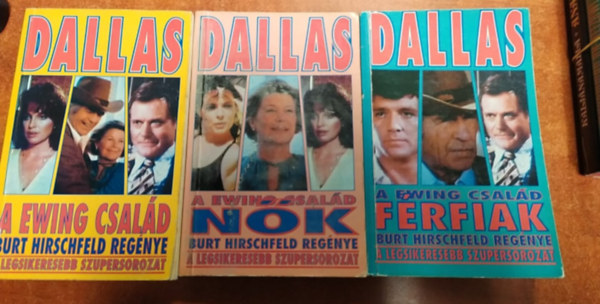 DALLAS
A EWING CSALÁD
BURT HIRSCHFELD REGÉNYE
A LEGSIKERESEBB SZUPERSOROZAT
DALLAS
A EWING CSALÁD
NŐK
BURT HIRSCHFELD REGÉNYE
A LEGSIKERESEBB SZUPERSOROZAT
DALLAS
A EWING CSALÁD
FÉRFIAK
BURT HIRSCHFELD REGÉNYE
A LEGSIKERESEBB SZUPERSOROZAT